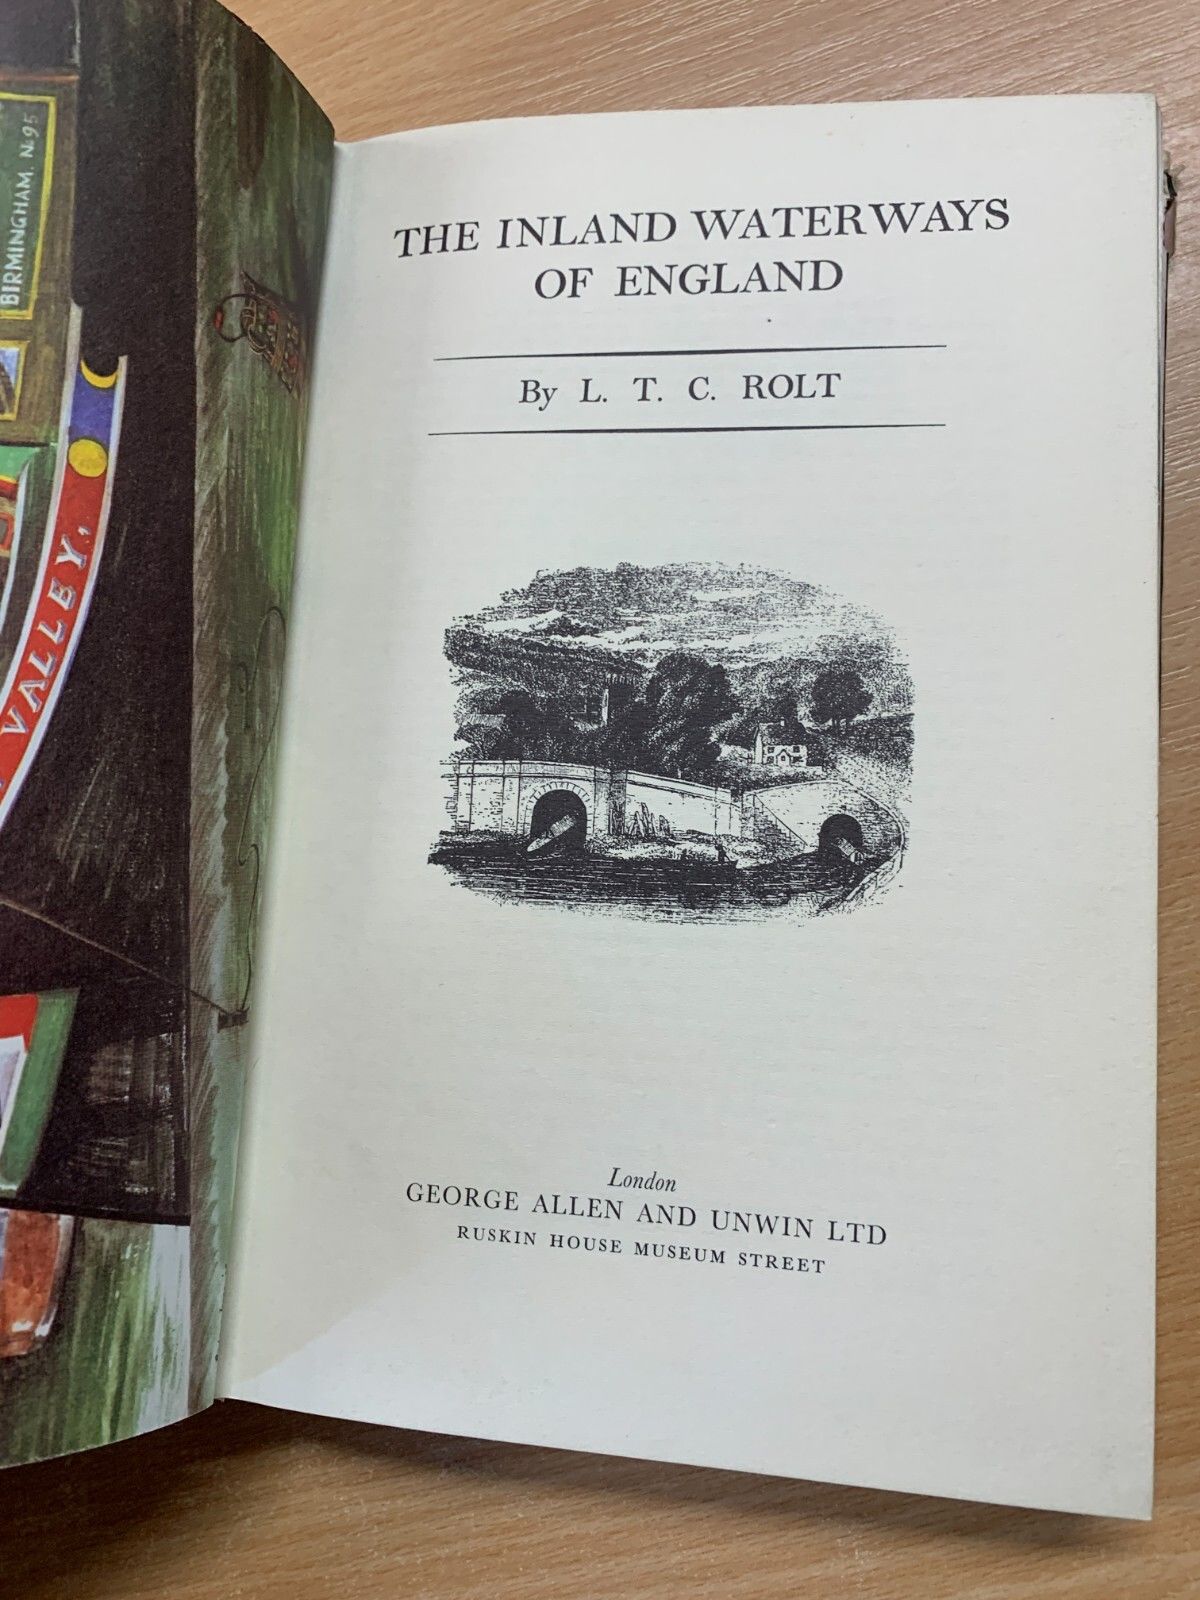 BIRMINGHAM. No 95
VALLEY.
THE INLAND WATERWAYS
OF ENGLAND
By L. T. C. ROLT
London
GEORGE ALLEN AND UNWIN LTD
RUSKIN HOUSE MUSEUM STREET